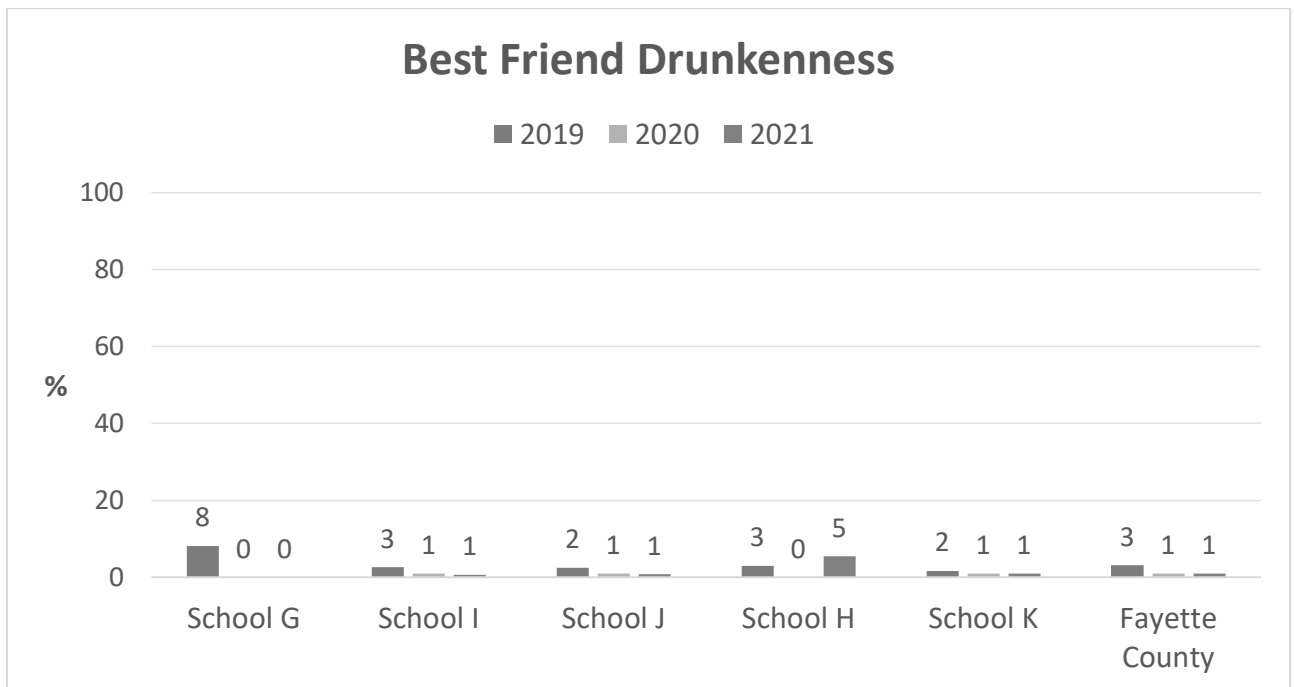 Best Friend Drunkenness
2019 2020 2021
100
80
60
%
40
20
0
8 0 0 3 1 1 2 1 1 3 0 5 2 1 1 3 1 1
School G School I School J School H School K Fayette
County